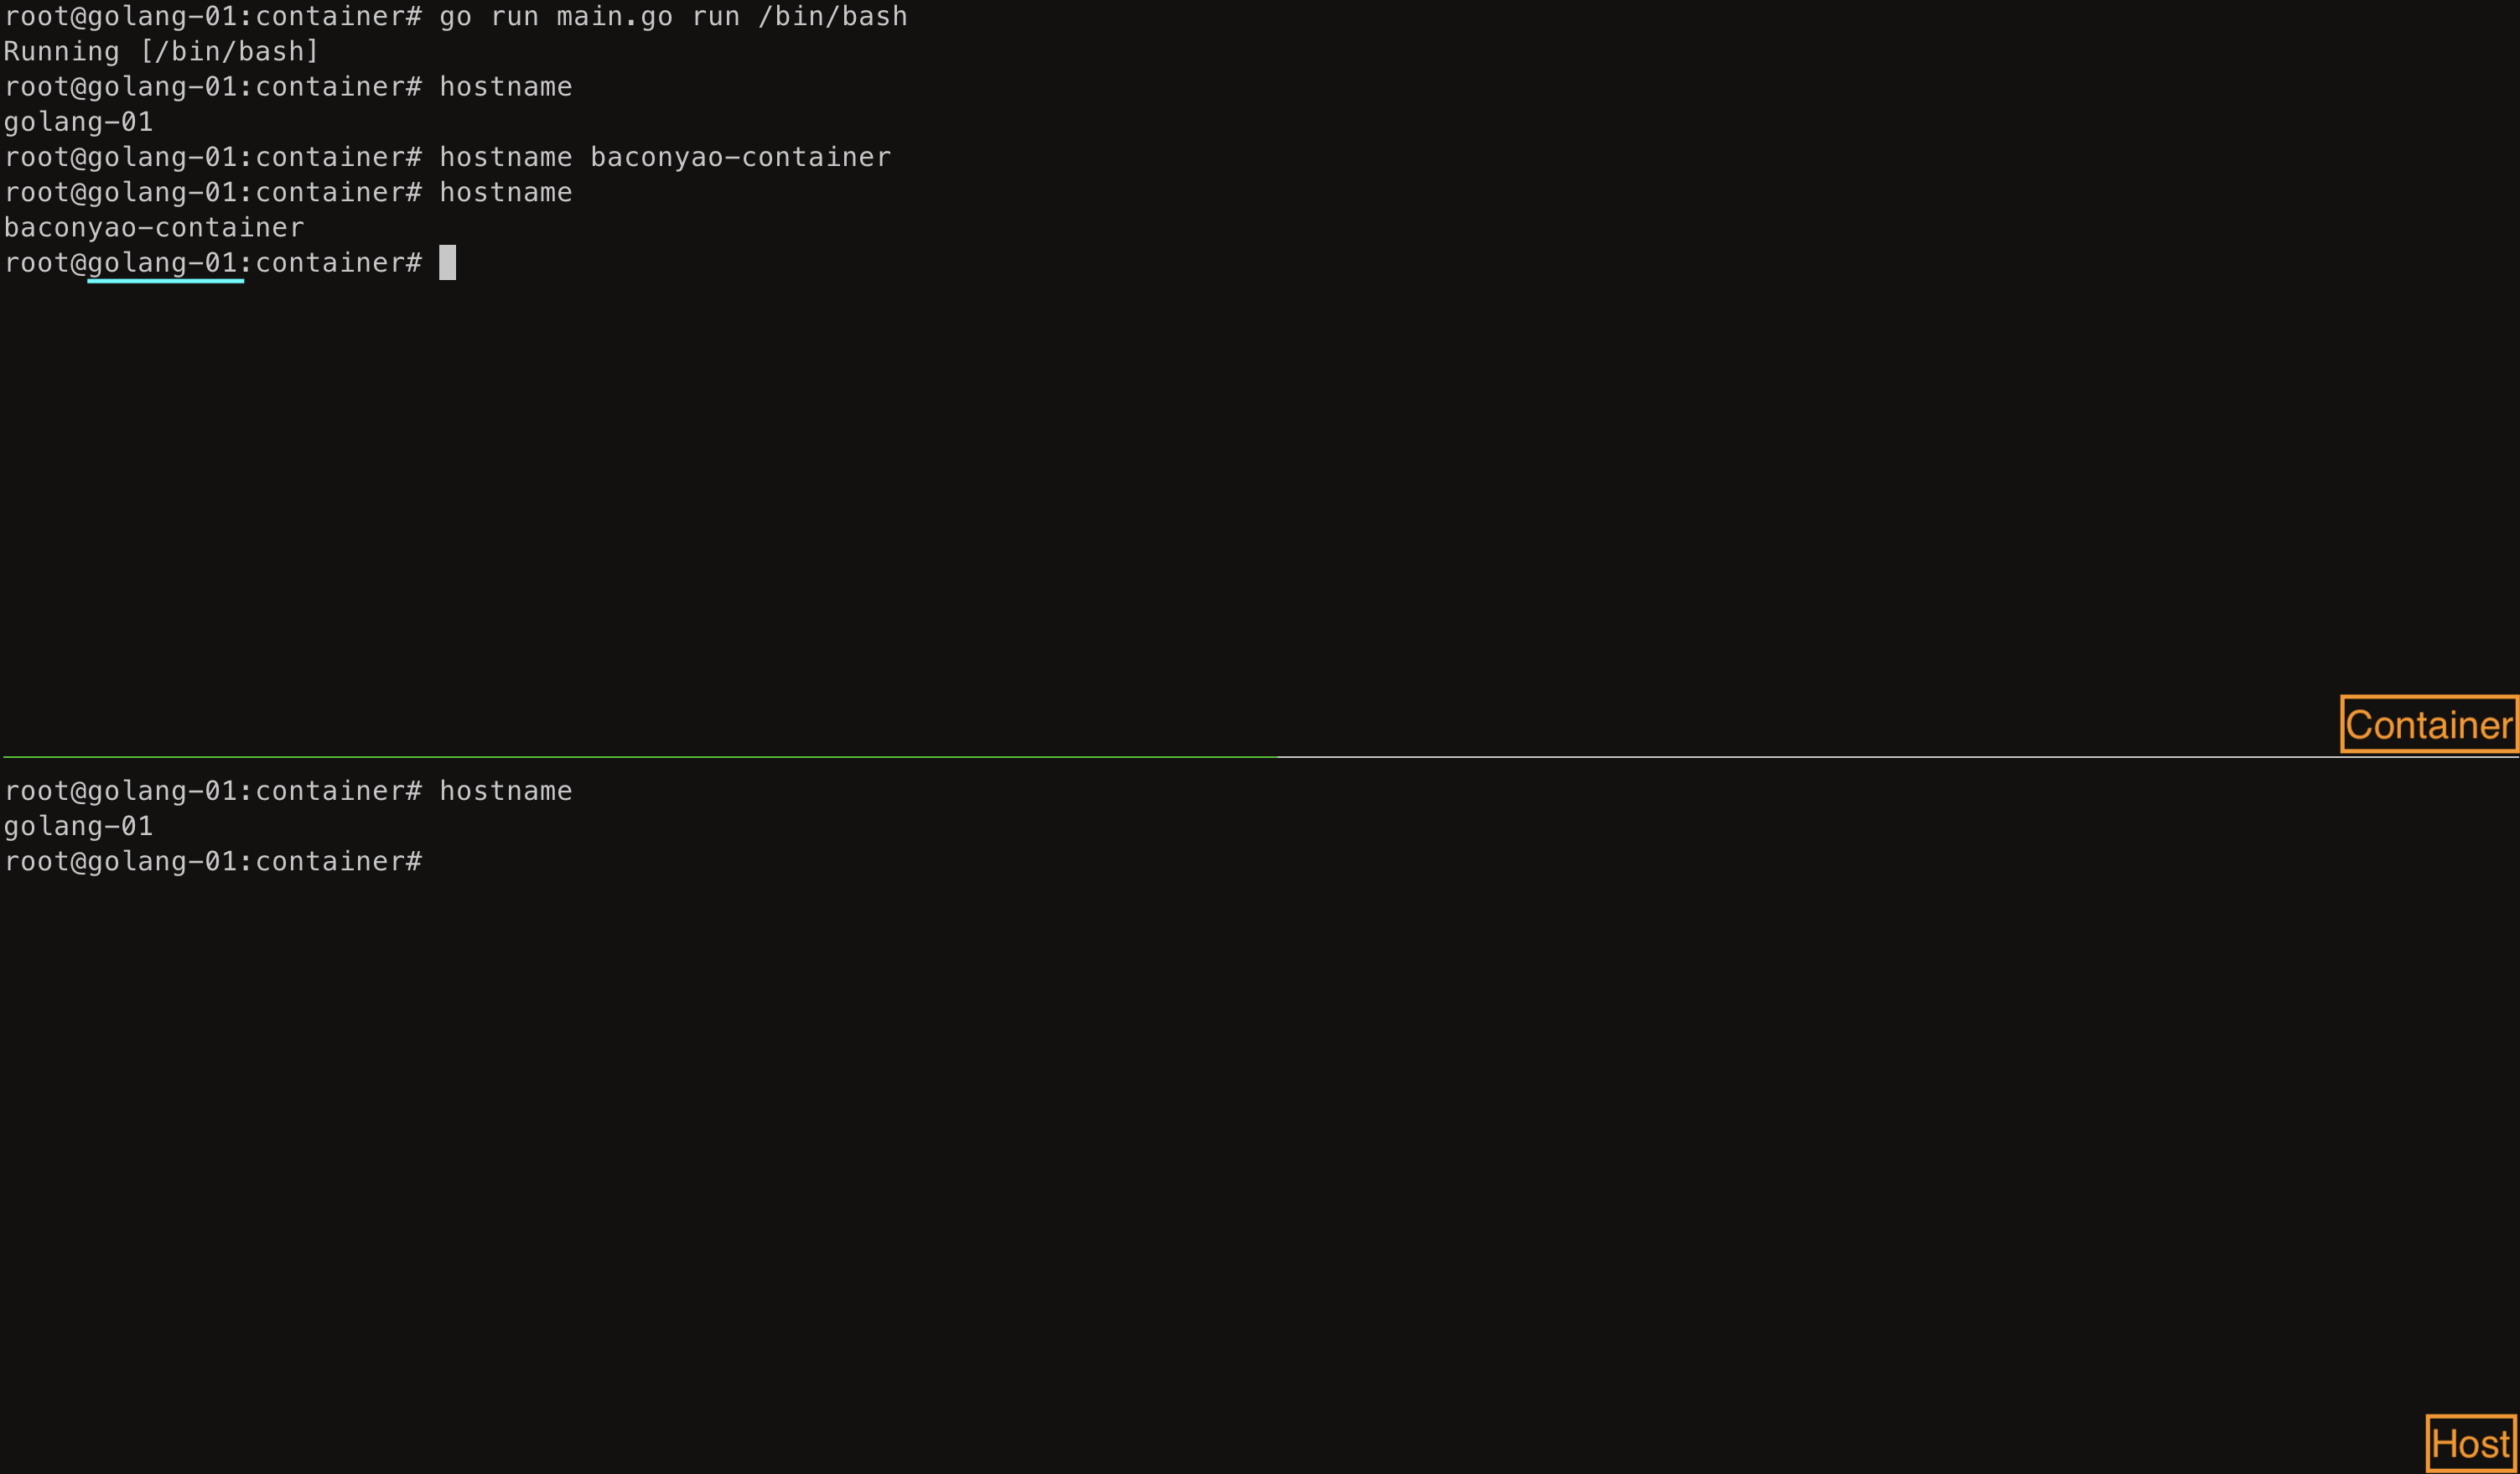 root@golang-01:container# go run main.go run /bin/bash
Running [/bin/bash]
root@golang-01:container# hostname
golang-01
root@golang-01:container# hostname baconyao-container
root@golang-01:container# hostname
baconyao-container
root@golang-01:container#
Container
root@golang-01:container# hostname
golang-01
root@golang-01:container#
Host